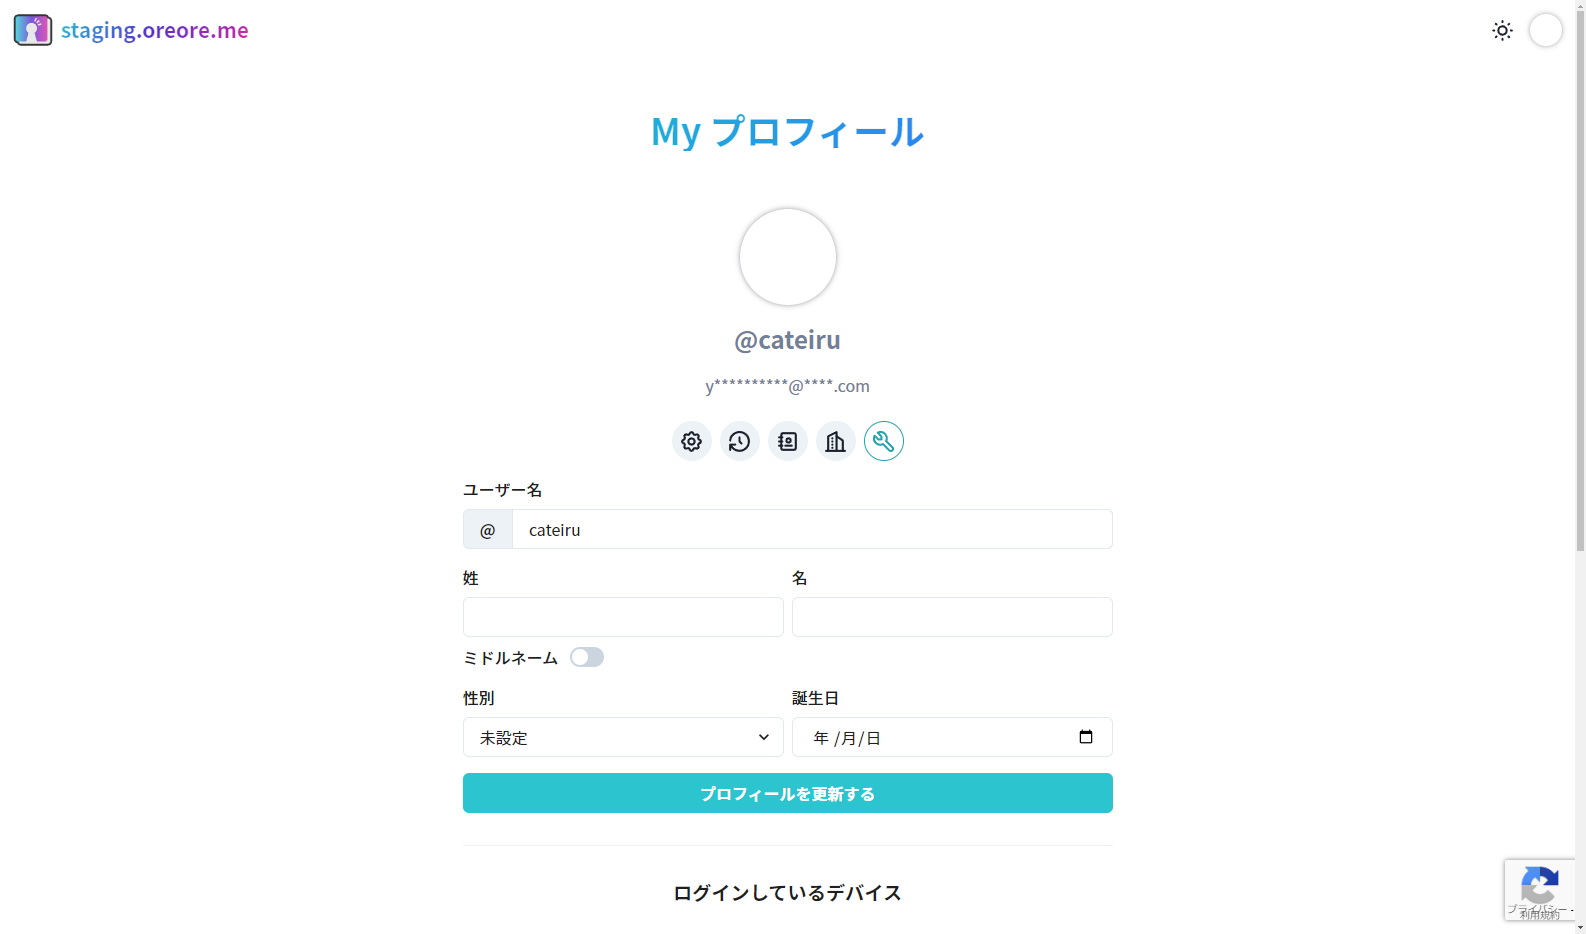 staging.oreore.me
My プロフィール
@cateiru
y**********@****.com
ユーザー名
@ cateiru
姓 名
ミドルネーム
性別 誕生日
未設定 年 /月/日
プロフィールを更新する
ログインしているデバイス
プライバシー -
利用規約